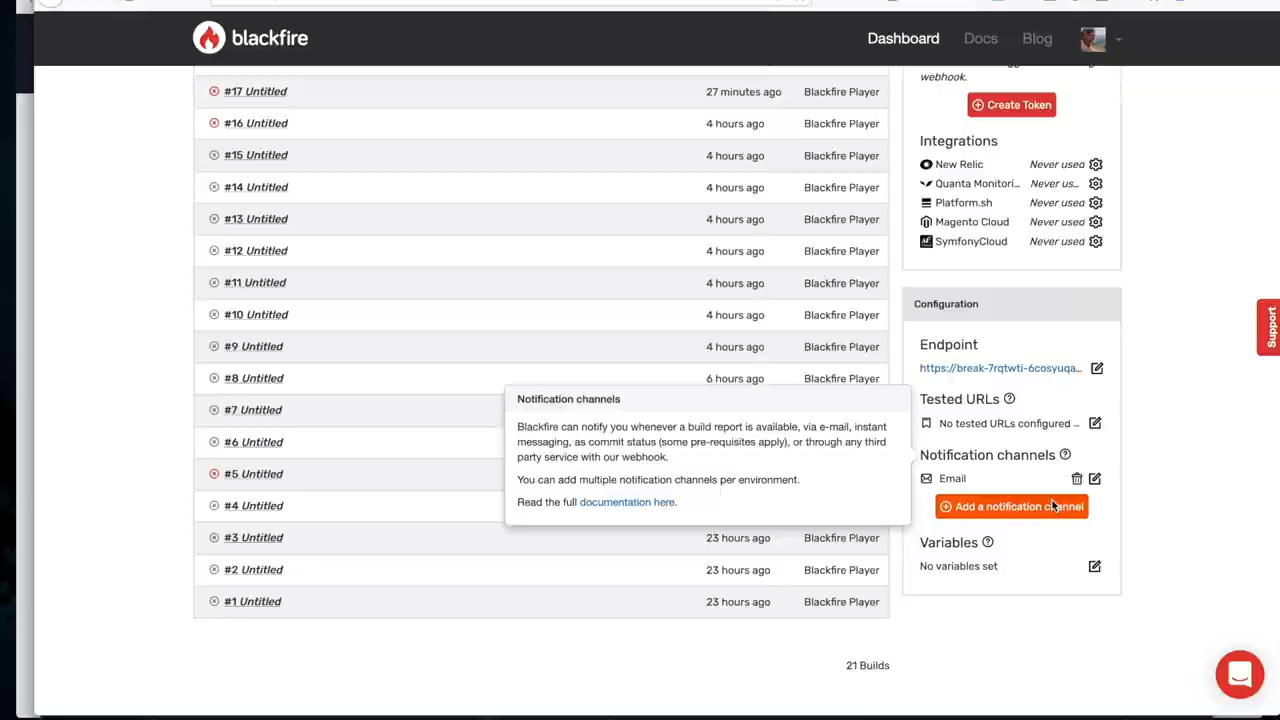 blackfire
Dashboard
Docs
Blog
#17 Untitled 27 minutes ago Blackfire Player
#16 Untitled 4 hours ago Blackfire Player
#15 Untitled 4 hours ago Blackfire Player
#14 Untitled 4 hours ago Blackfire Player
#13 Untitled 4 hours ago Blackfire Player
#12 Untitled 4 hours ago Blackfire Player
#11 Untitled 4 hours ago Blackfire Player
#10 Untitled 4 hours ago Blackfire Player
#9 Untitled 4 hours ago Blackfire Player
#8 Untitled 6 hours ago Blackfire Player
#7 Untitled
#6 Untitled
#5 Untitled
#4 Untitled
#3 Untitled 23 hours ago Blackfire Player
#2 Untitled 23 hours ago Blackfire Player
#1 Untitled 23 hours ago Blackfire Player
21 Builds
Notification channels
Blackfire can notify you whenever a build report is available, via e-mail, instant
messaging, as commit status (some pre-requisites apply), or through any third
party service with our webhook.
You can add multiple notification channels per environment.
Read the full documentation here.
webhook.
Create Token
Integrations
New Relic Never used
Quanta Monitori... Never us...
Platform.sh Never used
Magento Cloud Never used
SymfonyCloud Never used
Configuration
Endpoint
https://break-7rqtwti-6cosyuqa...
Tested URLs
No tested URLs configured ...
Notification channels
Email
Add a notification channel
Variables
No variables set
Support